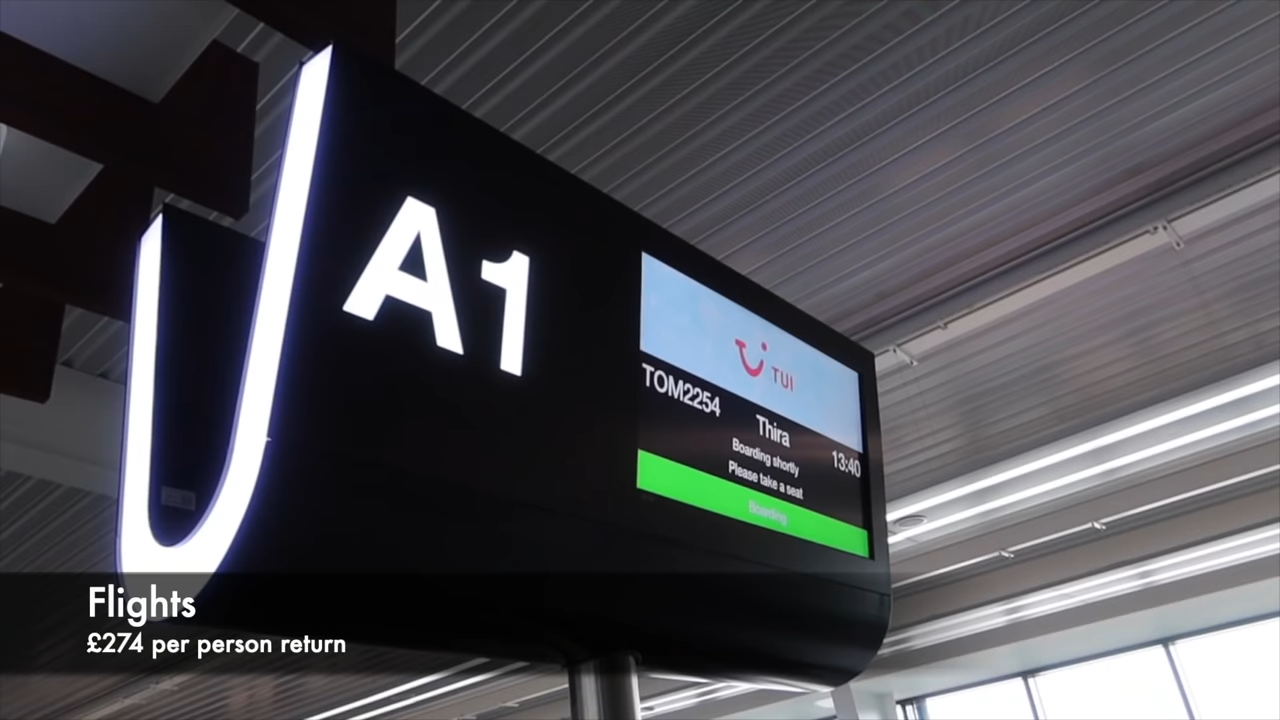 A1
TUI
TOM2254
Thira
13:40
Boarding shortly
Please take a seat
Boarding
Flights
£274 per person return